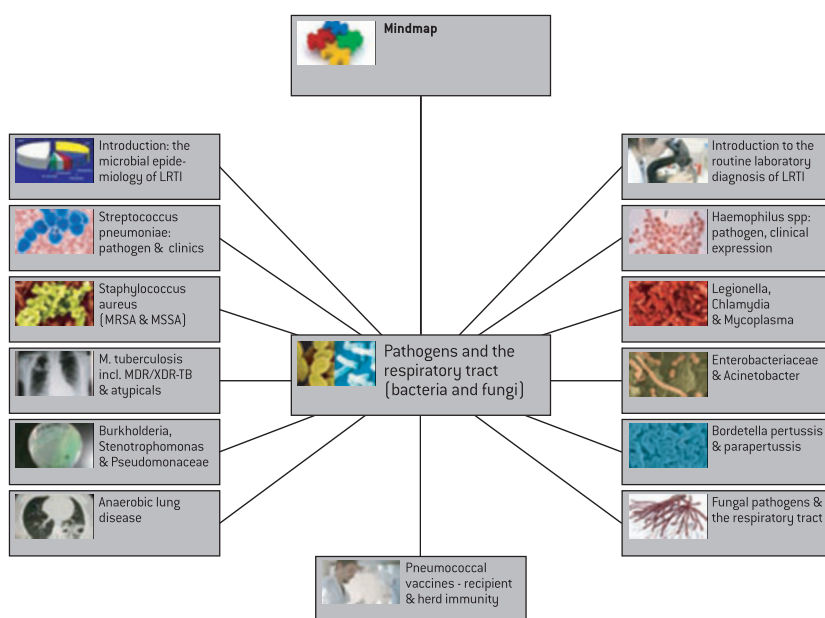 Mindmap
Introduction: the
microbial epide-
miology of LRTI
Streptococcus
pneumoniae:
pathogen & clinics
Staphylococcus
aureus
(MRSA & MSSA)
M. tuberculosis
incl. MDR/XDR-TB
& atypicals
Burkholderia,
Stenotrophomonas
& Pseudomonaceae
Anaerobic lung
disease
Pathogens and the
respiratory tract
(bacteria and fungi)
Introduction to the
routine laboratory
diagnosis of LRTI
Haemophilus spp:
pathogen, clinical
expression
Legionella,
Chlamydia
& Mycoplasma
Enterobacteriaceae
& Acinetobacter
Bordetella pertussis
& parapertussis
Fungal pathogens &
the respiratory tract
Pneumococcal
vaccines - recipient
& herd immunity